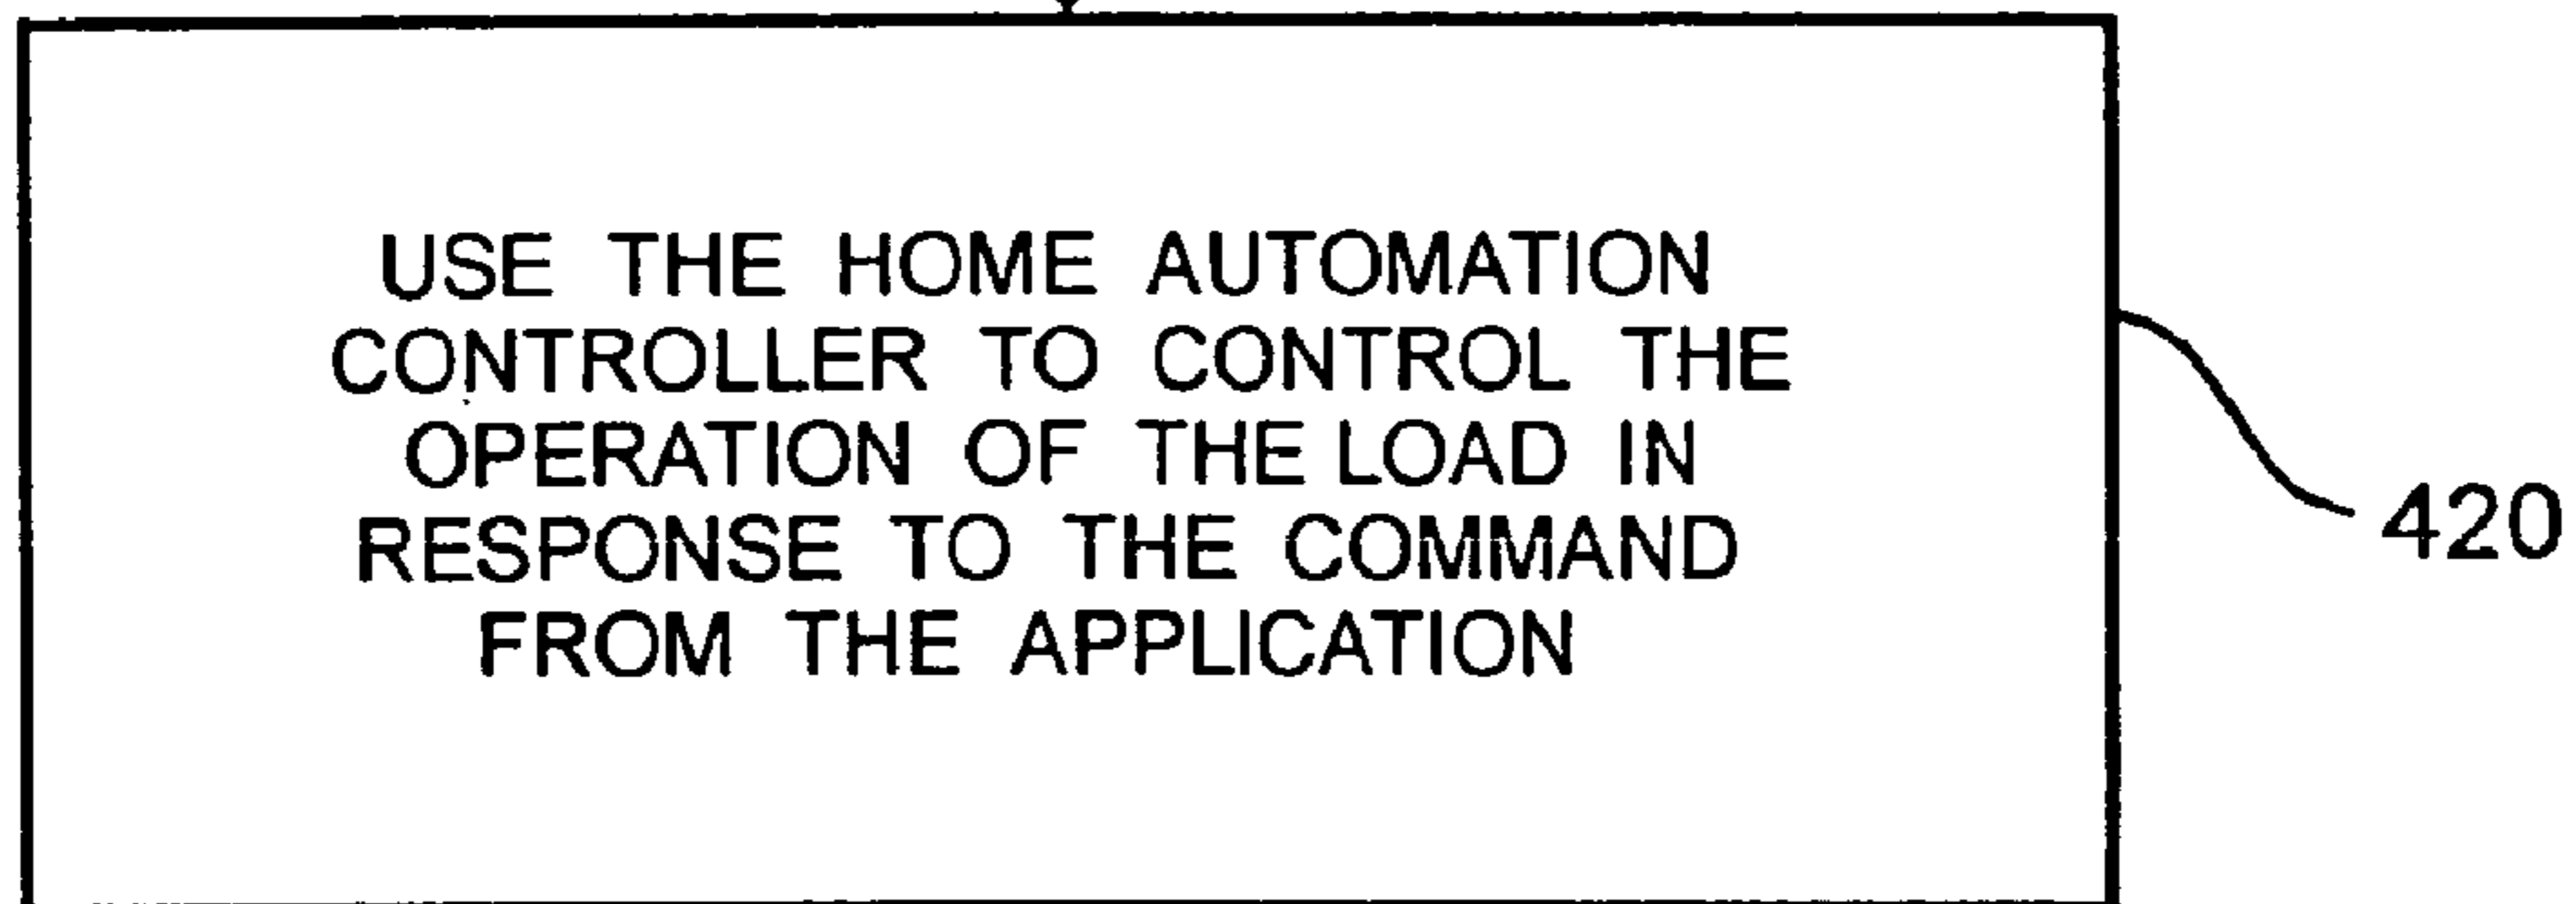 USE THE HOME AUTOMATION
CONTROLLER TO CONTROL THE
OPERATION OF THE LOAD IN
RESPONSE TO THE COMMAND
FROM THE APPLICATION
420